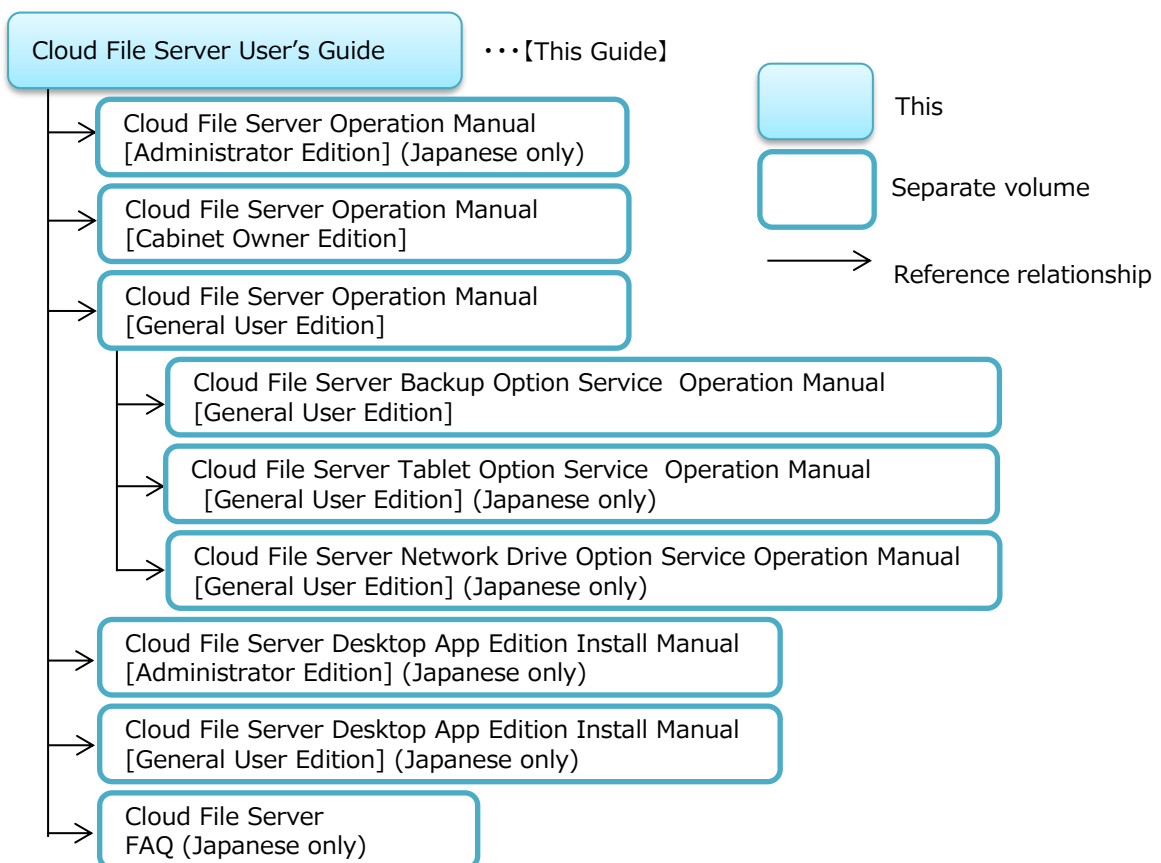 Cloud File Server User’s Guide
･･･【This Guide】
This
Separate volume
Reference relationship
Cloud File Server Operation Manual
[Administrator Edition] (Japanese only)
Cloud File Server Operation Manual
[Cabinet Owner Edition]
Cloud File Server Operation Manual
[General User Edition]
Cloud File Server Backup Option Service  Operation Manual
[General User Edition]
Cloud File Server Tablet Option Service  Operation Manual
[General User Edition] (Japanese only)
Cloud File Server Network Drive Option Service Operation Manual
[General User Edition] (Japanese only)
Cloud File Server Desktop App Edition Install Manual
[Administrator Edition] (Japanese only)
Cloud File Server Desktop App Edition Install Manual
[General User Edition] (Japanese only)
Cloud File Server
FAQ (Japanese only)